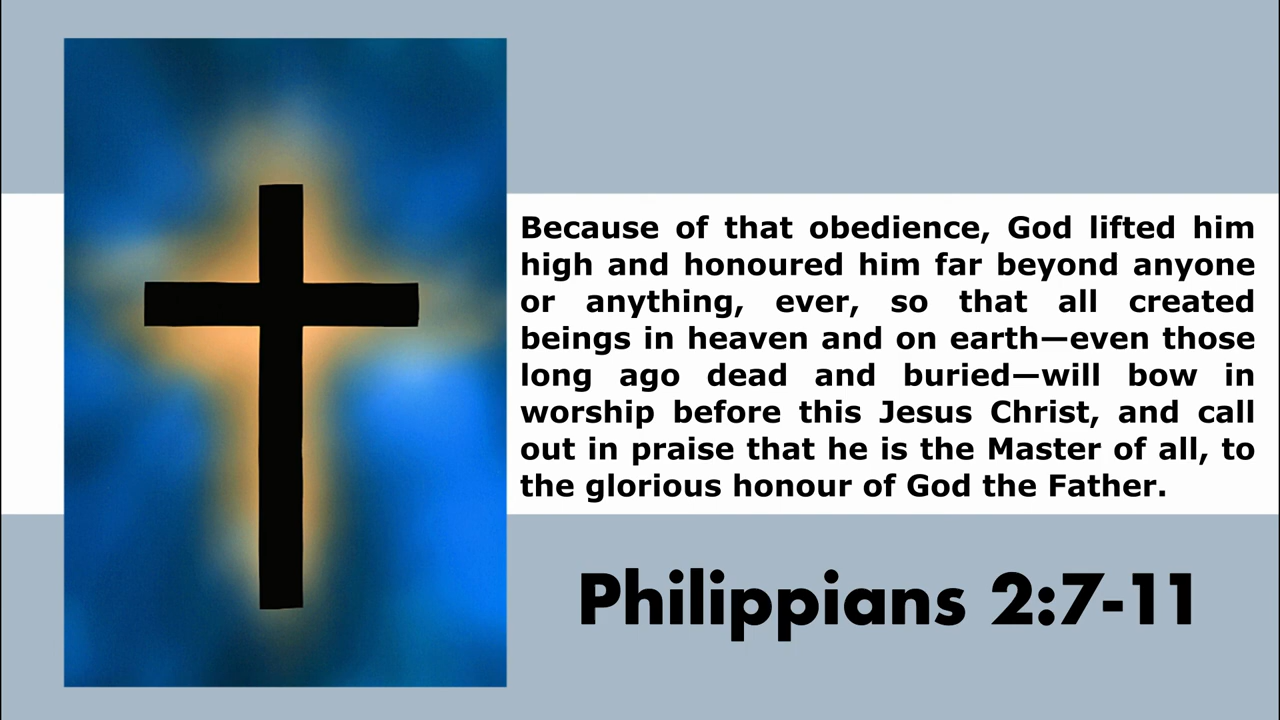 Because of that obedience, God lifted him
high and honoured him far beyond anyone
or anything, ever, so that all created
beings in heaven and on earth—even those
long ago dead and buried—will bow in
worship before this Jesus Christ, and call
out in praise that he is the Master of all, to
the glorious honour of God the Father.
Philippians 2:7-11